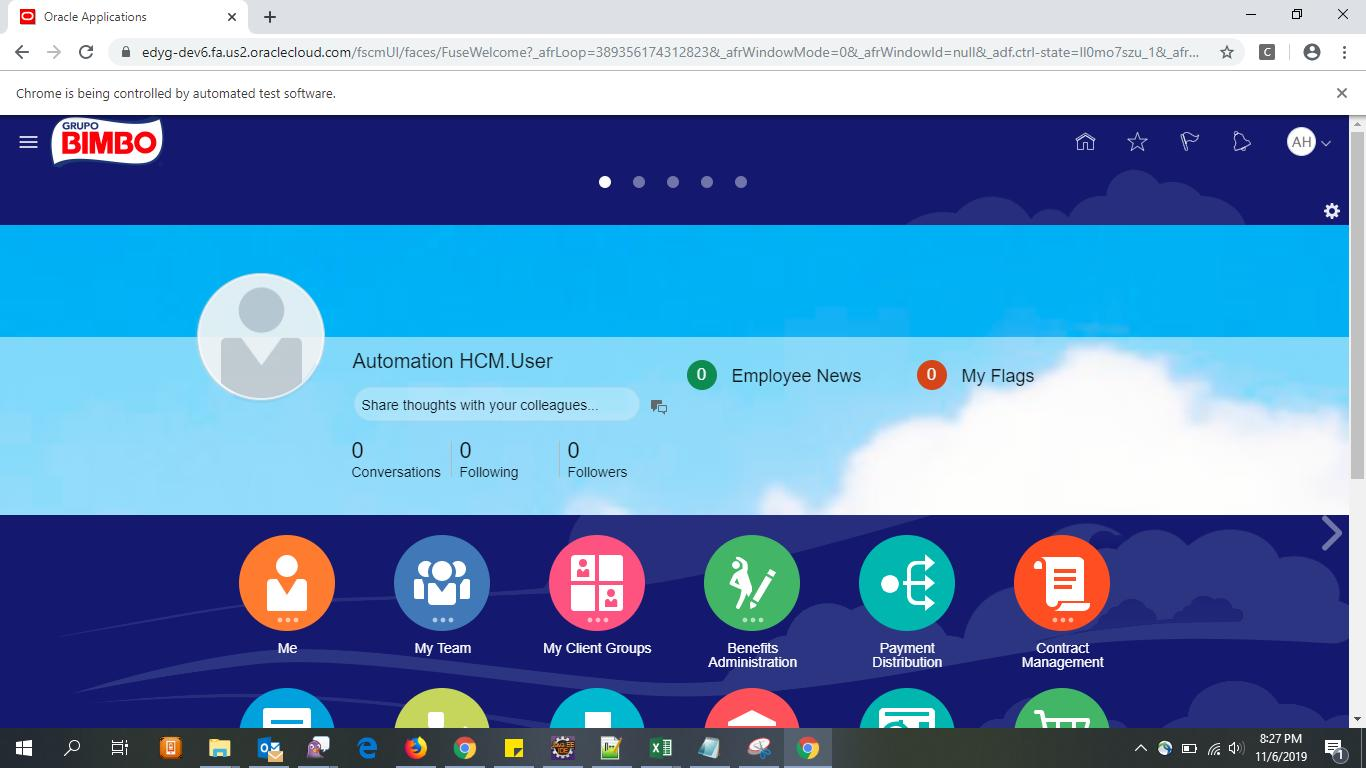 Oracle Applications
edyg-dev6.fa.us2.oraclecloud.com/fscmUI/faces/FuseWelcome?_afrLoop=3893561743128238&_afrWindowMode=0&_afrWindowId=null&_adf.ctrl-state=ll0mo7szu_1&_afr...
C
Chrome is being controlled by automated test software.
GRUPO
BIMBO
AH
Automation HCM.User
0 Employee News
0 My Flags
Share thoughts with your colleagues...
0 0 0
Conversations Following Followers
Me
My Team
My Client Groups
Benefits
Administration
Payment
Distribution
Contract
Management
8:27 PM
11/6/2019
1